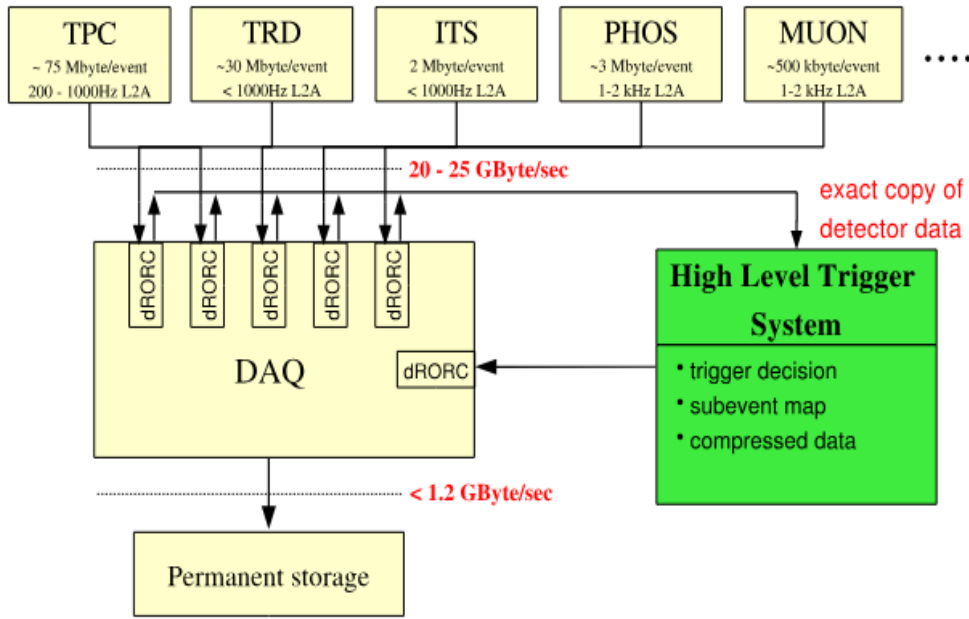 TPC
~ 75 Mbyte/event
200 - 1000Hz L2A
TRD
~30 Mbyte/event
< 1000Hz L2A
ITS
2 Mbyte/event
< 1000Hz L2A
PHOS
~3 Mbyte/event
1-2 kHz L2A
MUON
~500 kbyte/event
1-2 kHz L2A
....
20 - 25 GByte/sec
exact copy of
detector data
dRORC
dRORC
dRORC
dRORC
dRORC
DAQ
dRORC
High Level Trigger
System
• trigger decision
• subevent map
• compressed data
< 1.2 GByte/sec
Permanent storage